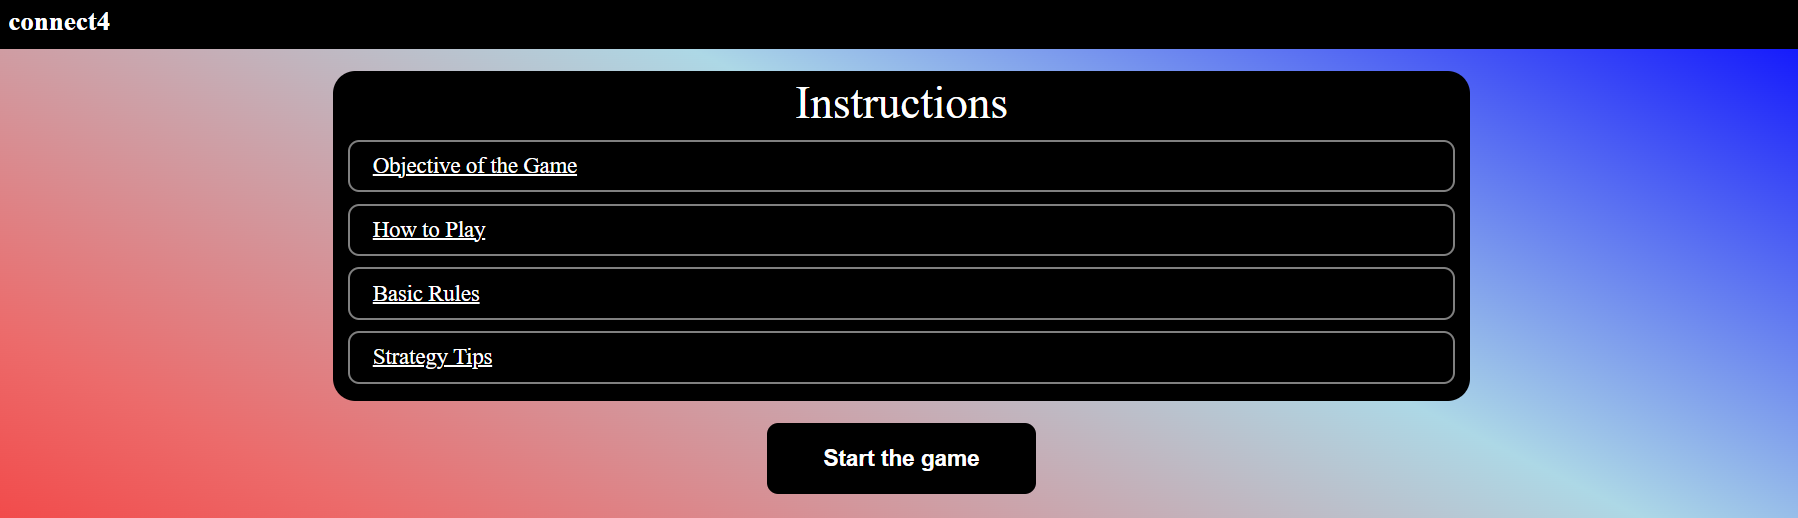 connect4
Instructions
Objective of the Game
How to Play
Basic Rules
Strategy Tips
Start the game